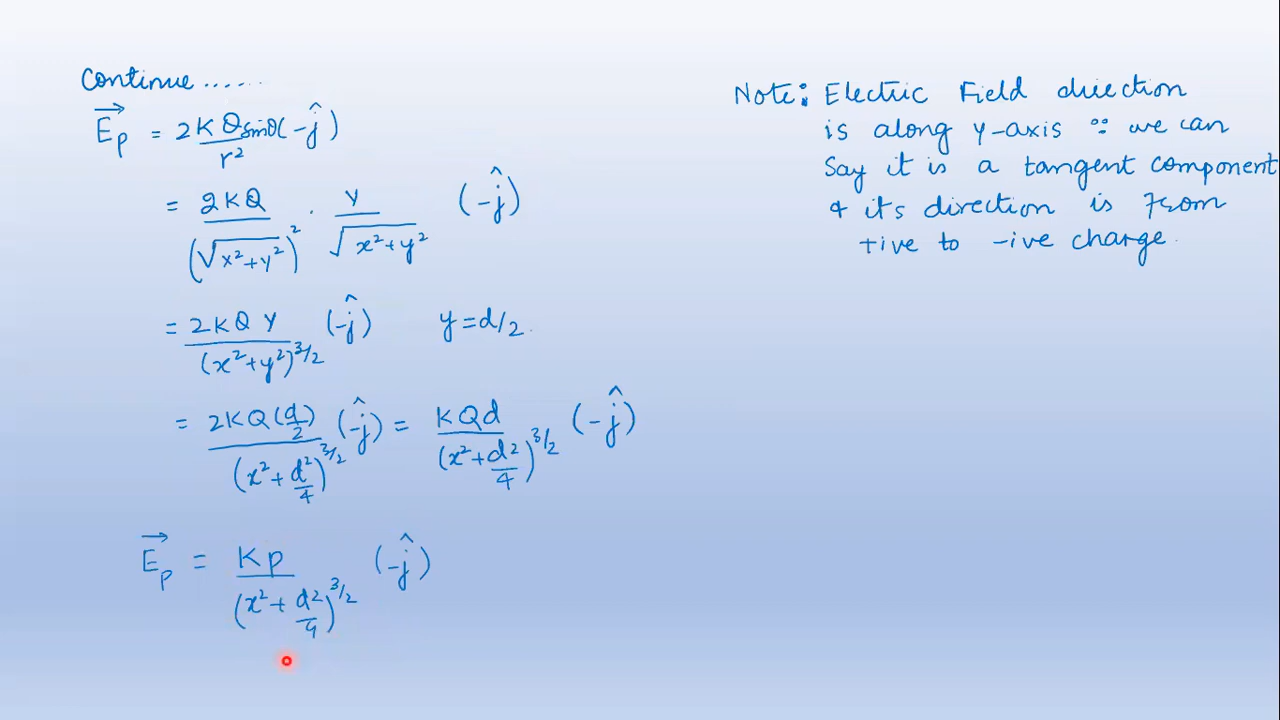 Continue ......
E⃗p = 2KQ sinθ/r² (-ĵ)
= 2KQ/(√x²+y²)² . y/√x²+y² (-ĵ)
= 2KQ y/(x²+y²)^3/2 (-ĵ) y=d/2.
= 2KQ(d/2)/(x²+d²/4)^3/2 (-ĵ) = KQd/(x²+d²/4)^3/2 (-ĵ)
E⃗p = Kp/(x²+d²/4)^3/2 (-ĵ)
Note: Electric Field direction
is along y-axis ∵ we can
Say it is a tangent component
& its direction is from
+ive to -ive charge.